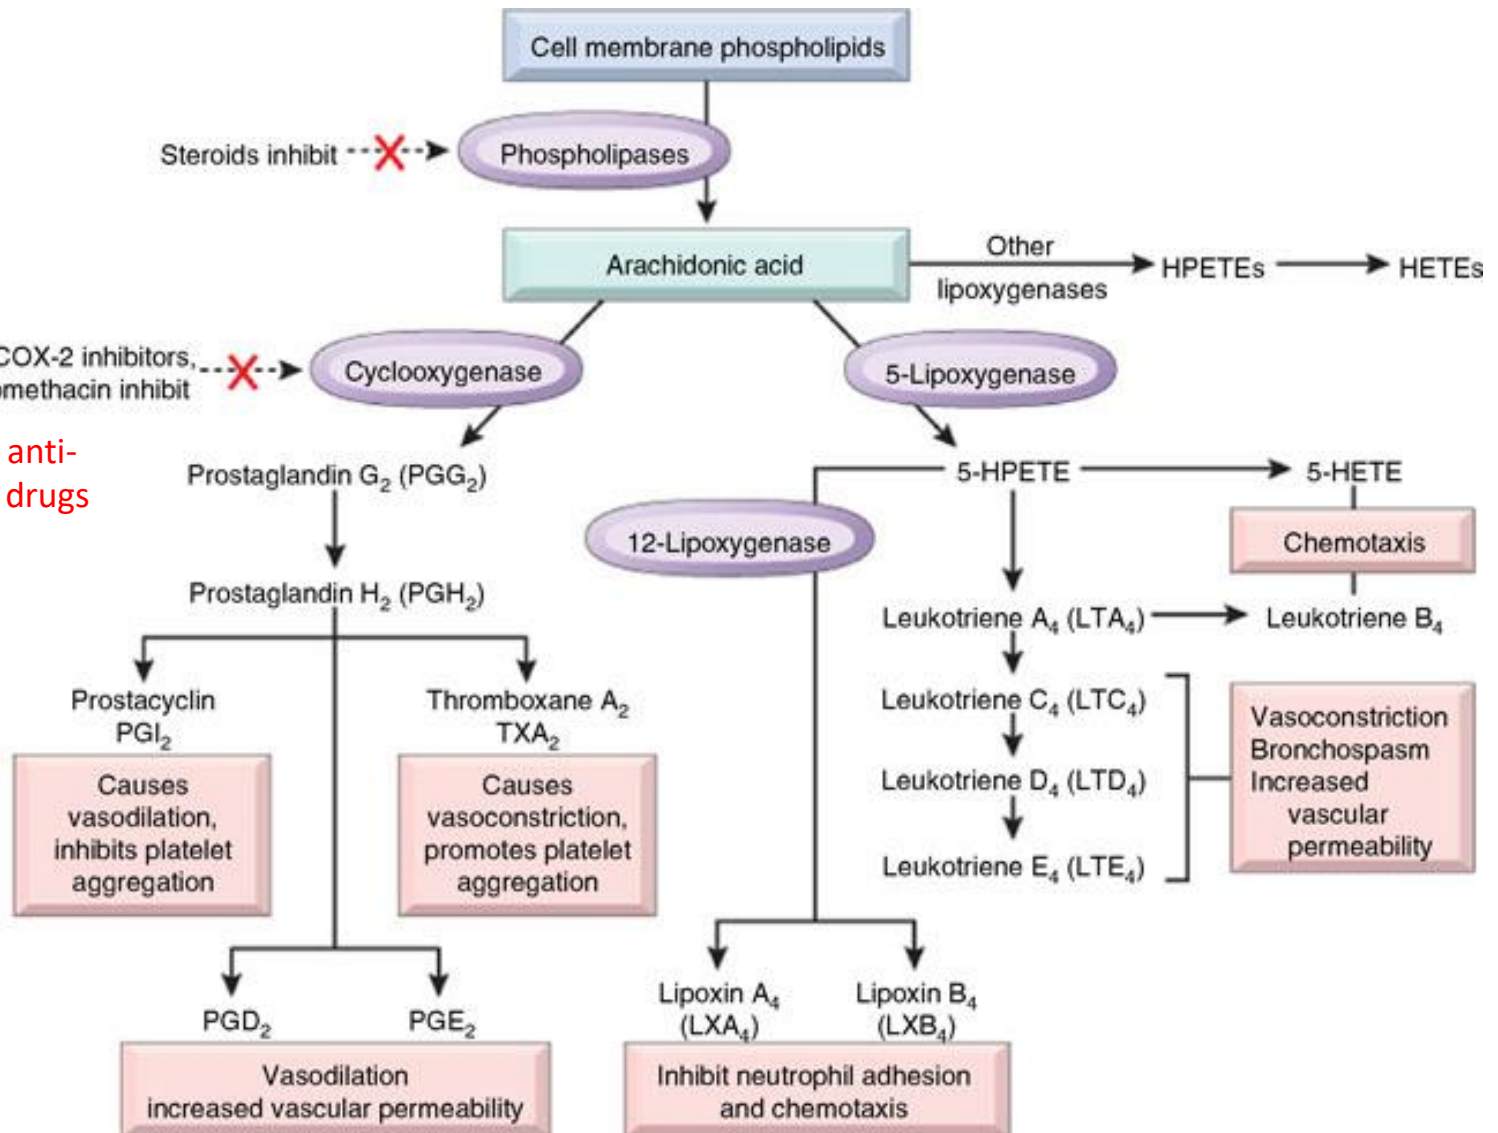 Cell membrane phospholipids
Steroids inhibit
Phospholipases
Arachidonic acid
Other
lipoxygenases
HPETEs
HETEs
COX-2 inhibitors,
inhibit
Cyclooxygenase
5-Lipoxygenase
anti-
drugs
Prostaglandin G₂ (PGG₂)
5-HPETE
5-HETE
12-Lipoxygenase
Chemotaxis
Prostaglandin H₂ (PGH₂)
Leukotriene A₄ (LTA₄)
Leukotriene B₄
Prostacyclin
PGI₂
Thromboxane A₂
TXA₂
Leukotriene C₄ (LTC₄)
Leukotriene D₄ (LTD₄)
Leukotriene E₄ (LTE₄)
Vasoconstriction
Bronchospasm
Increased
vascular
permeability
Causes
vasodilation,
inhibits platelet
aggregation
Causes
vasoconstriction,
promotes platelet
aggregation
PGD₂
PGE₂
Vasodilation
increased vascular permeability
Lipoxin A₄
(LXA₄)
Lipoxin B₄
(LXB₄)
Inhibit neutrophil adhesion
and chemotaxis